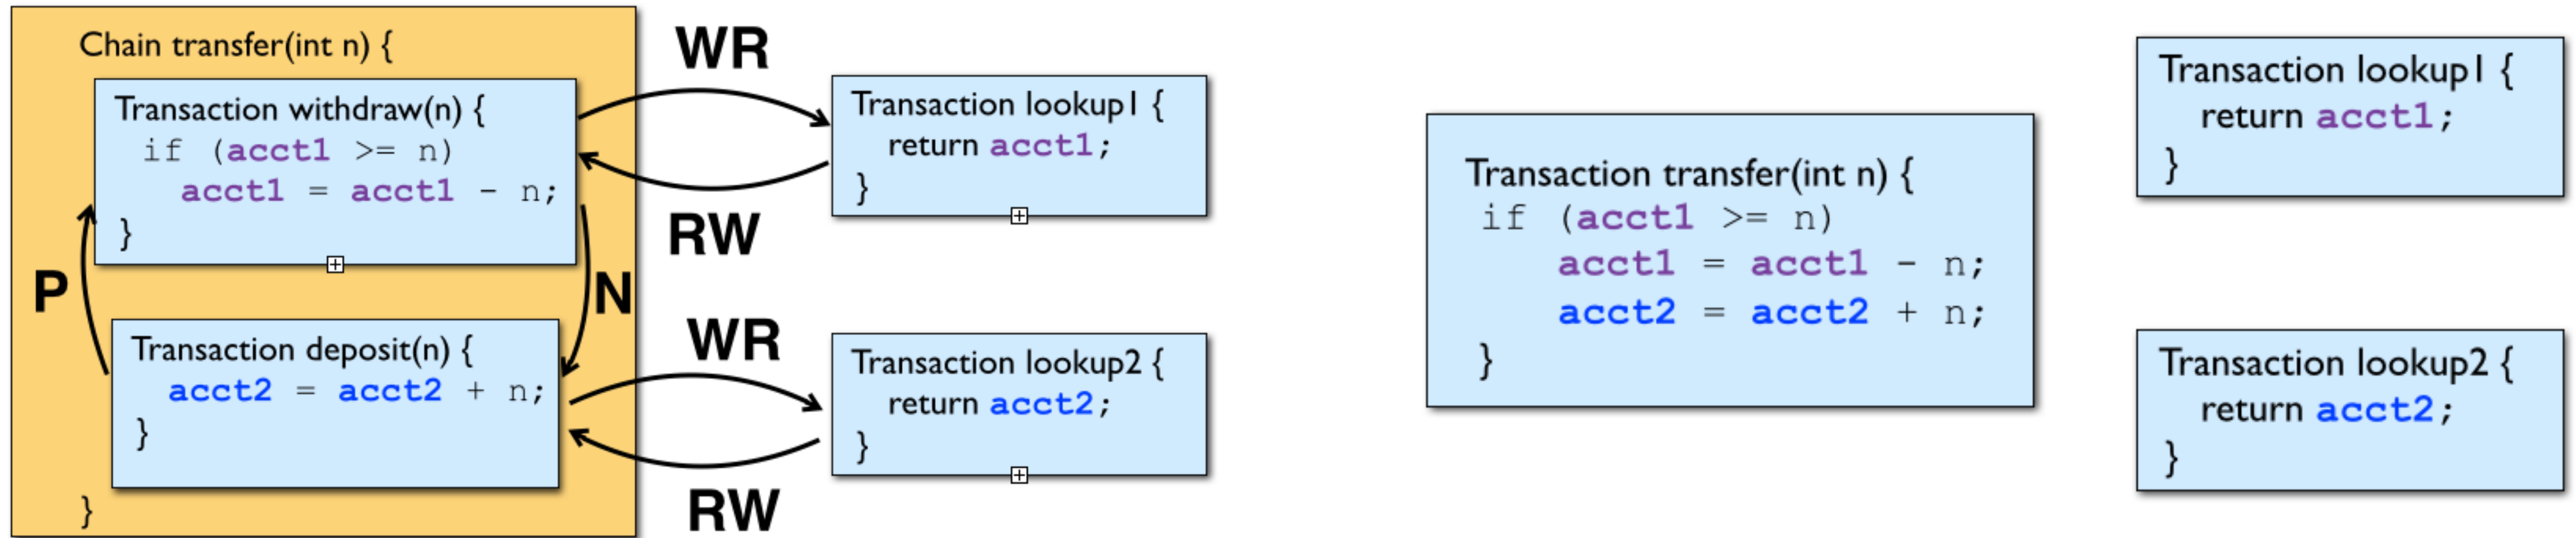 Chain transfer(int n) {
Transaction withdraw(n) {
if (acct1 >= n)
acct1 = acct1 - n;
}
P
N
Transaction deposit(n) {
acct2 = acct2 + n;
}
}
WR
RW
Transaction lookup1 {
return acct1;
}
WR
RW
Transaction lookup2 {
return acct2;
}
Transaction transfer(int n) {
if (acct1 >= n)
acct1 = acct1 - n;
acct2 = acct2 + n;
}
Transaction lookup1 {
return acct1;
}
Transaction lookup2 {
return acct2;
}